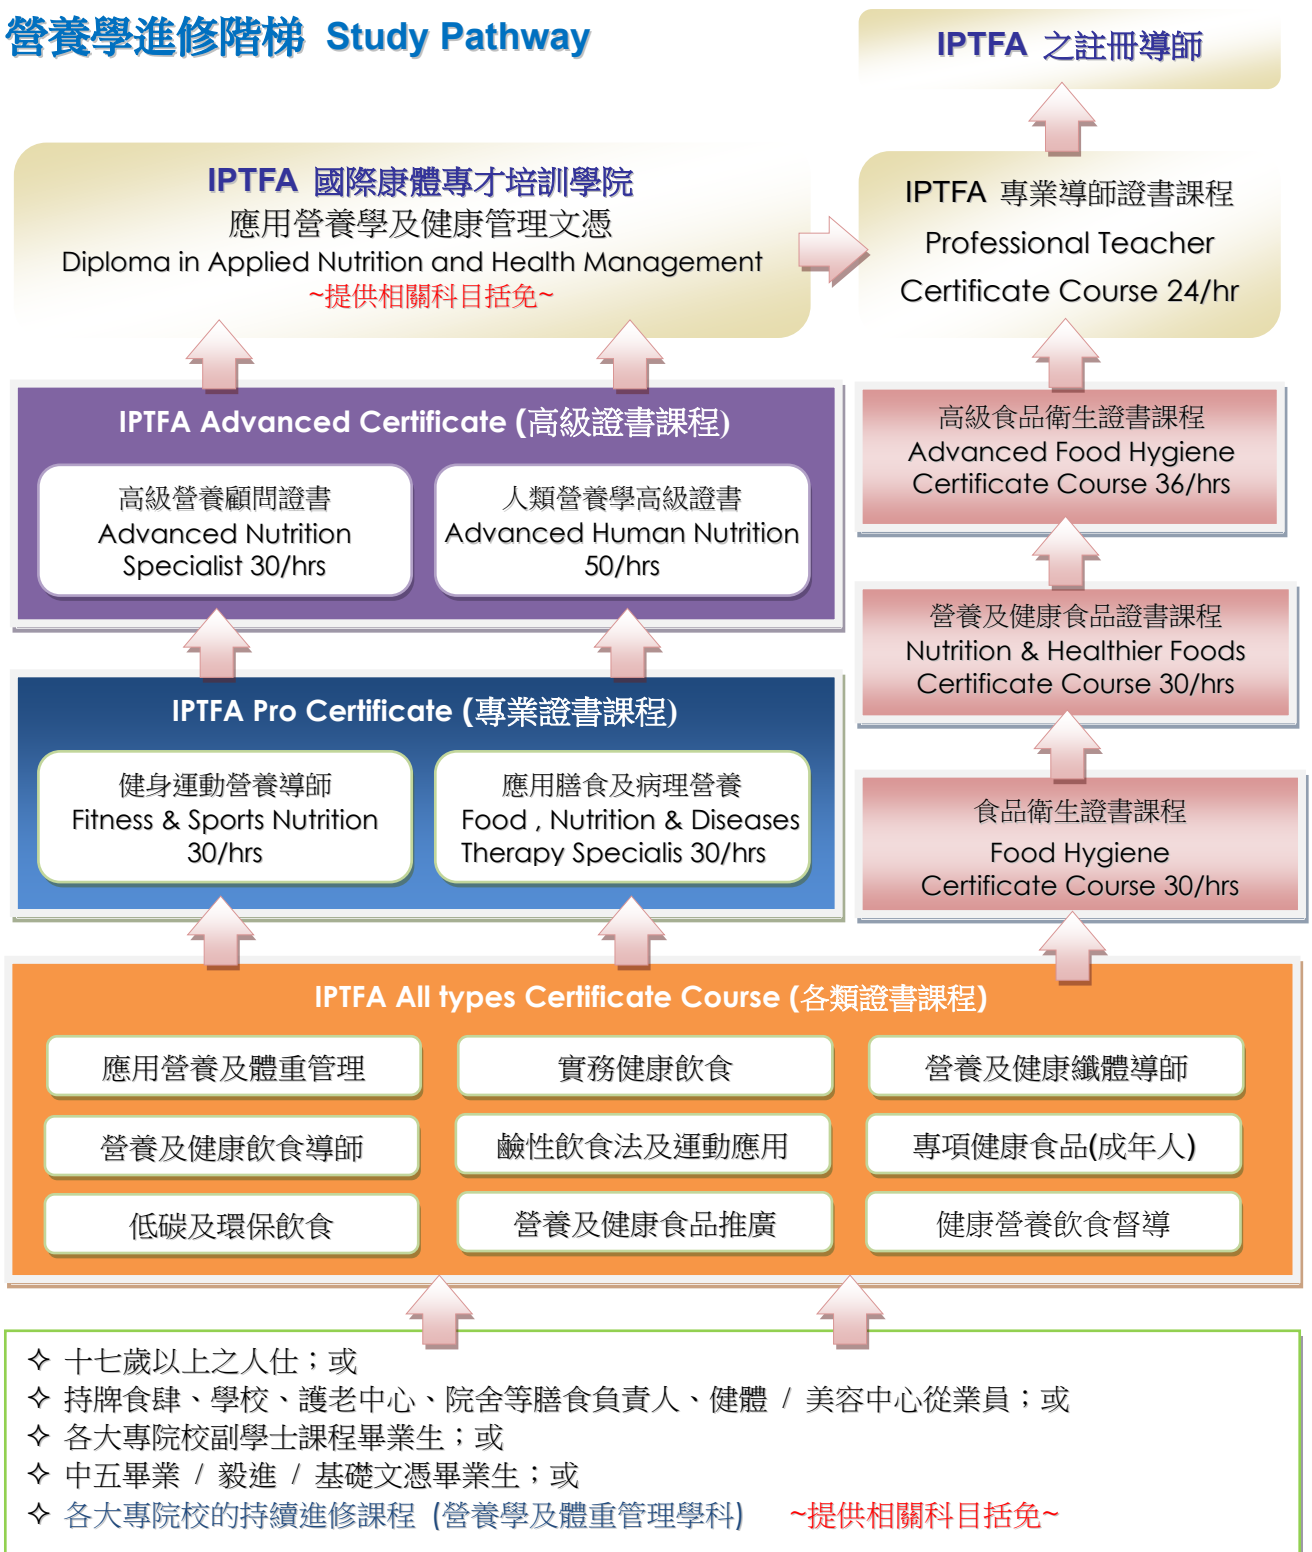 營養學進修階梯 Study Pathway
IPTFA 之註冊導師
IPTFA 國際康體專才培訓學院
應用營養學及健康管理文憑
Diploma in Applied Nutrition and Health Management
~提供相關科目括免~
IPTFA 專業導師證書課程
Professional Teacher
Certificate Course 24/hr
IPTFA Advanced Certificate (高級證書課程)
高級營養顧問證書
Advanced Nutrition
Specialist 30/hrs
人類營養學高級證書
Advanced Human Nutrition
50/hrs
高級食品衛生證書課程
Advanced Food Hygiene
Certificate Course 36/hrs
營養及健康食品證書課程
Nutrition & Healthier Foods
Certificate Course 30/hrs
IPTFA Pro Certificate (專業證書課程)
健身運動營養導師
Fitness & Sports Nutrition
30/hrs
應用膳食及病理營養
Food , Nutrition & Diseases
Therapy Specialis 30/hrs
食品衛生證書課程
Food Hygiene
Certificate Course 30/hrs
IPTFA All types Certificate Course (各類證書課程)
應用營養及體重管理
實務健康飲食
營養及健康纖體導師
營養及健康飲食導師
鹼性飲食法及運動應用
專項健康食品(成年人)
低碳及環保飲食
營養及健康食品推廣
健康營養飲食督導
✧ 十七歲以上之人仕；或
✧ 持牌食肆、學校、護老中心、院舍等膳食負責人、健體 / 美容中心從業員；或
✧ 各大專院校副學士課程畢業生；或
✧ 中五畢業 / 毅進 / 基礎文憑畢業生；或
✧ 各大專院校的持續進修課程 (營養學及體重管理學科) ~提供相關科目括免~